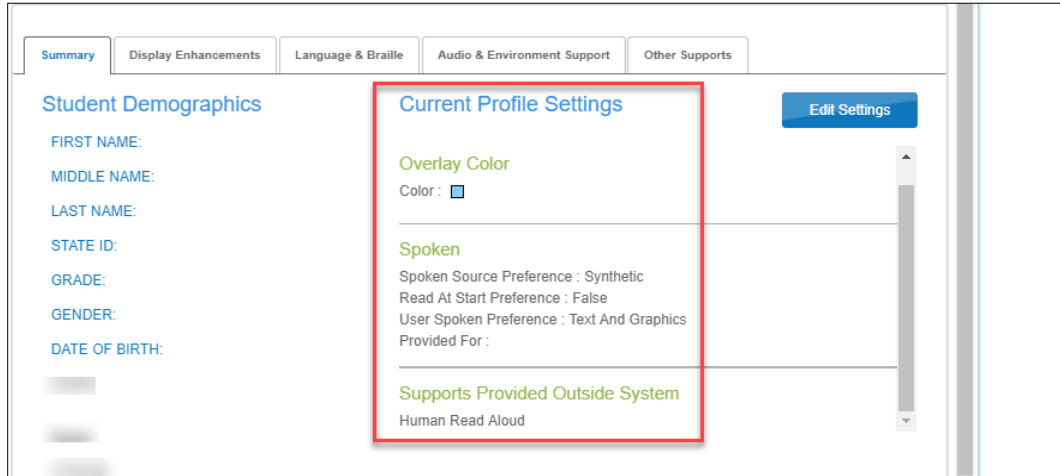 Summary
Display Enhancements
Language & Braille
Audio & Environment Support
Other Supports
Student Demographics
FIRST NAME:
MIDDLE NAME:
LAST NAME:
STATE ID:
GRADE:
GENDER:
DATE OF BIRTH:
Current Profile Settings
Edit Settings
Overlay Color
Color :
Spoken
Spoken Source Preference : Synthetic
Read At Start Preference : False
User Spoken Preference : Text And Graphics
Provided For :
Supports Provided Outside System
Human Read Aloud